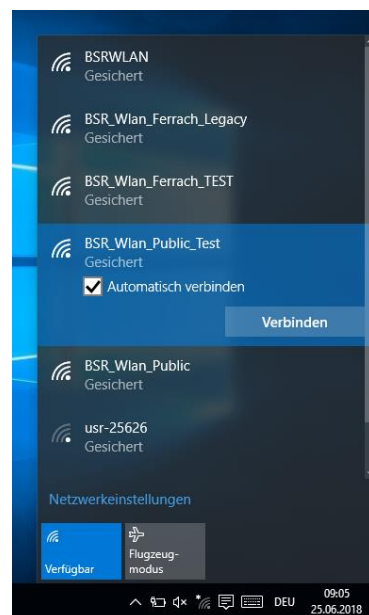 BSRWLAN
Gesichert
BSR_Wlan_Ferrach_Legacy
Gesichert
BSR_Wlan_Ferrach_TEST
Gesichert
BSR_Wlan_Public_Test
Gesichert
Automatisch verbinden
Verbinden
BSR_Wlan_Public
Gesichert
usr-25626
Gesichert
Netzwerkeinstellungen
Verfügbar
Flugzeug-
modus
DEU
09:05
25.06.2018